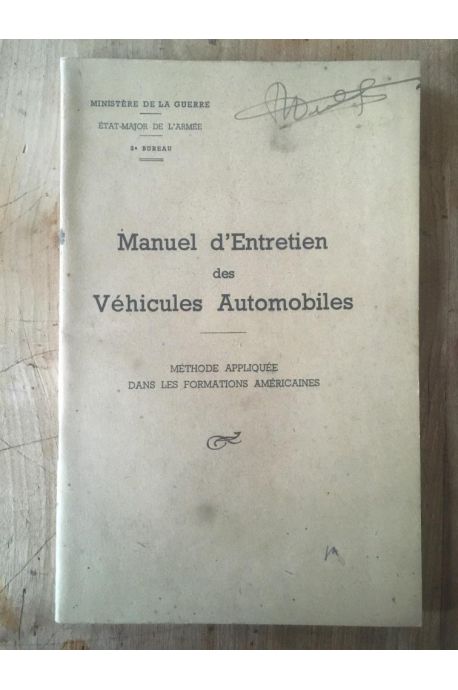 MINISTÈRE DE LA GUERRE
ÉTAT-MAJOR DE L'ARMÉE
3e BUREAU
Manuel d'Entretien
des
Véhicules Automobiles
MÉTHODE APPLIQUÉE
DANS LES FORMATIONS AMÉRICAINES